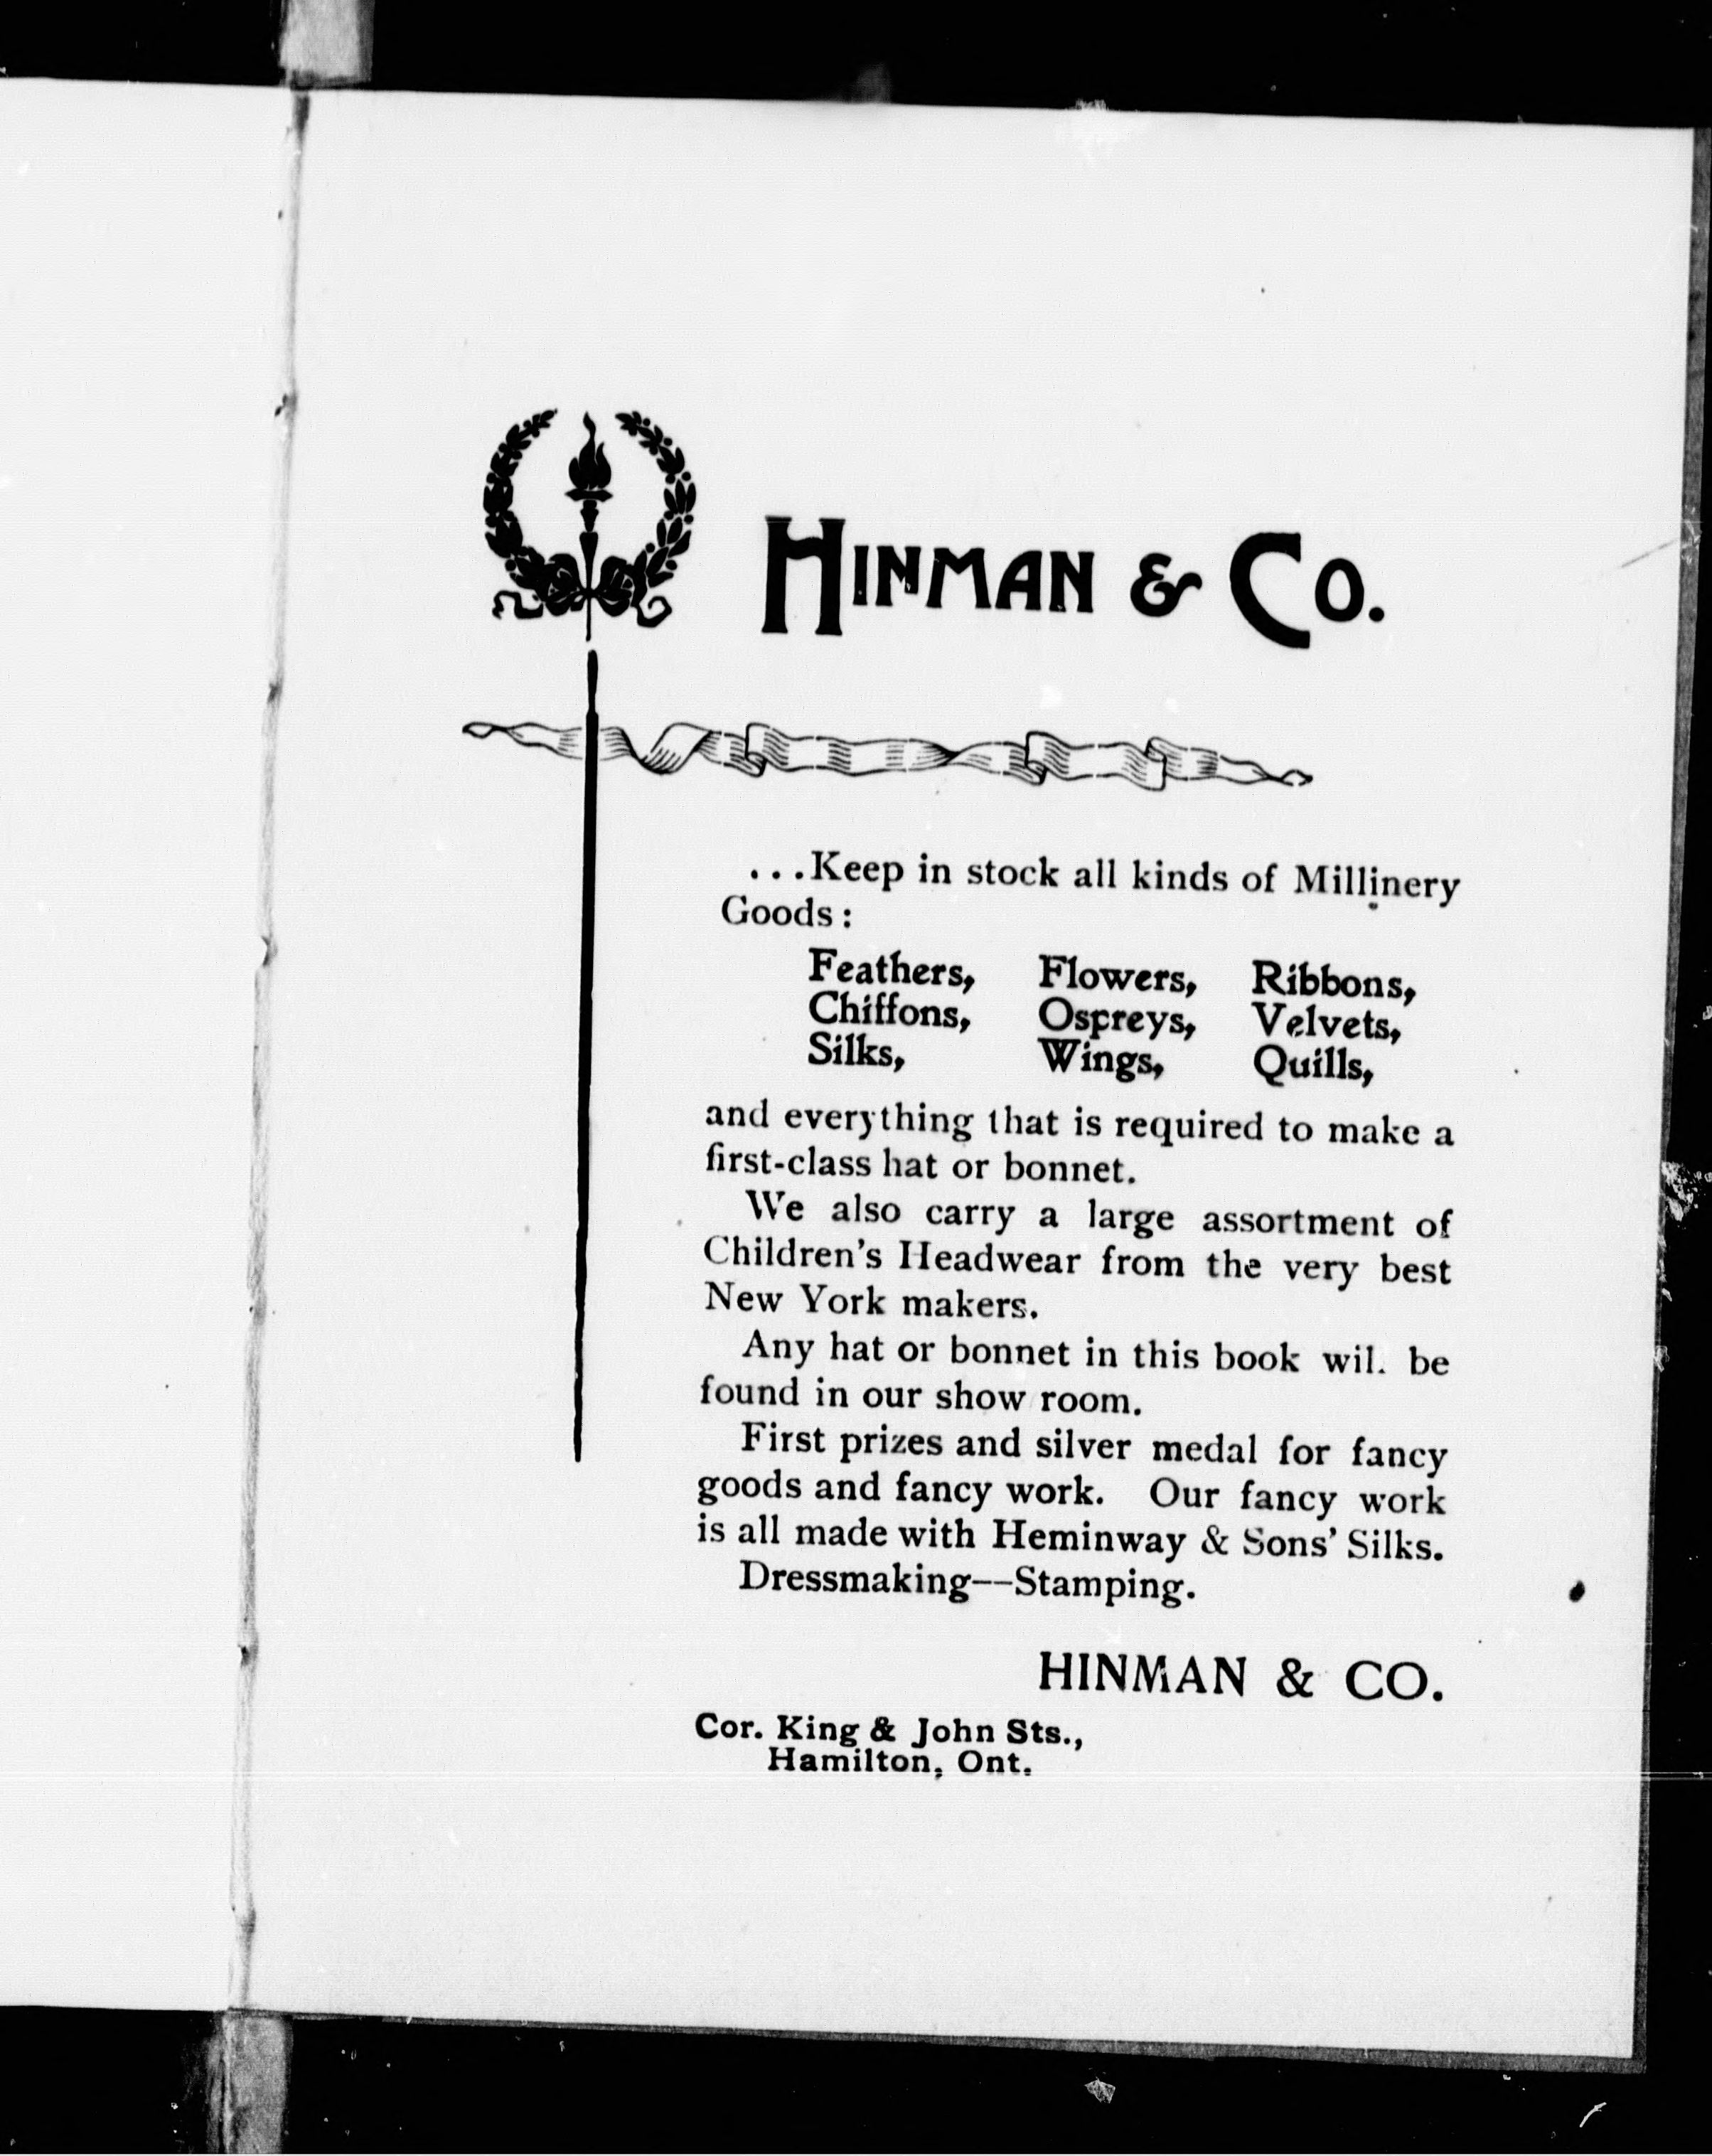 HINMAN & CO.
...Keep in stock all kinds of Millinery
Goods:
Feathers, Flowers, Ribbons,
Chiffons, Ospreys, Velvets,
Silks, Wings, Quills,
and everything that is required to make a
first-class hat or bonnet.
We also carry a large assortment of
Children's Headwear from the very best
New York makers.
Any hat or bonnet in this book wil. be
found in our show room.
First prizes and silver medal for fancy
goods and fancy work. Our fancy work
is all made with Heminway & Sons' Silks.
Dressmaking--Stamping.
HINMAN & CO.
Cor. King & John Sts.,
Hamilton, Ont.